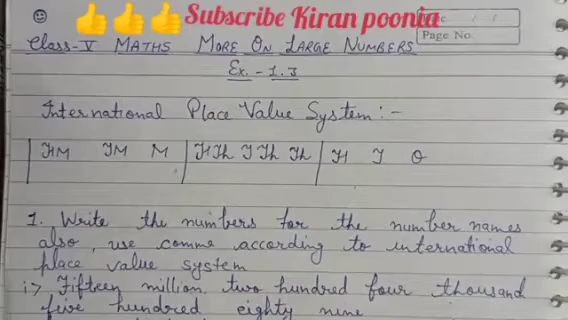 👍👍👍Subscribe Kiran poonia
Page No.
Class-V MATHS MORE ON LARGE NUMBERS
Ex. - 1.3
International Place Value System :-
HM TM M HTh TTh Th H T O
1. Write the numbers for the number names
also, use comma according to international
place value system
i> Fifteen million two hundred four thousand
five hundred eighty nine